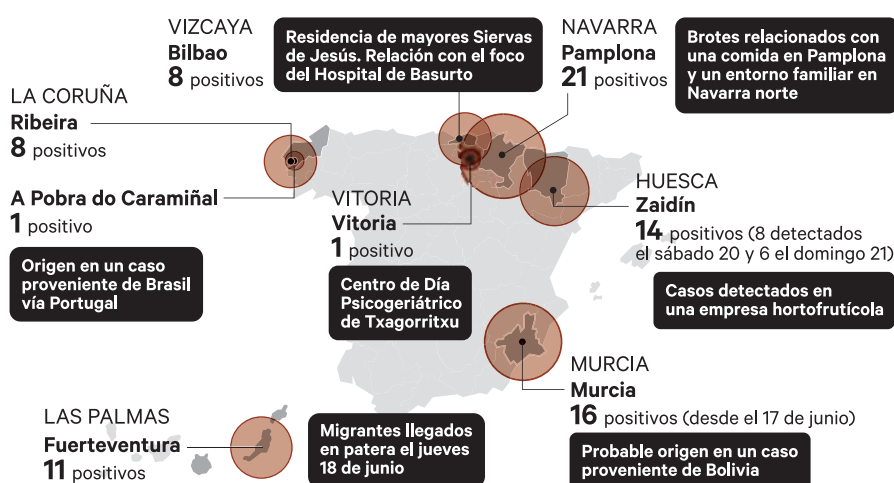 VIZCAYA
Bilbao
8 positivos
Residencia de mayores Siervas
de Jesús. Relación con el foco
del Hospital de Basurto
NAVARRA
Pamplona
21 positivos
Brotes relacionados con
una comida en Pamplona
y un entorno familiar en
Navarra norte
LA CORUÑA
Ribeira
8 positivos
A Pobra do Caramiñal
1 positivo
Origen en un caso
proveniente de Brasil
vía Portugal
VITORIA
Vitoria
1 positivo
Centro de Día
Psicogeriátrico
de Txagorritxu
HUESCA
Zaidín
14 positivos (8 detectados
el sábado 20 y 6 el domingo 21)
Casos detectados en
una empresa hortofrutícola
MURCIA
Murcia
16 positivos (desde el 17 de junio)
Probable origen en un caso
proveniente de Bolivia
LAS PALMAS
Fuerteventura
11 positivos
Migrantes llegados
en patera el jueves
18 de junio